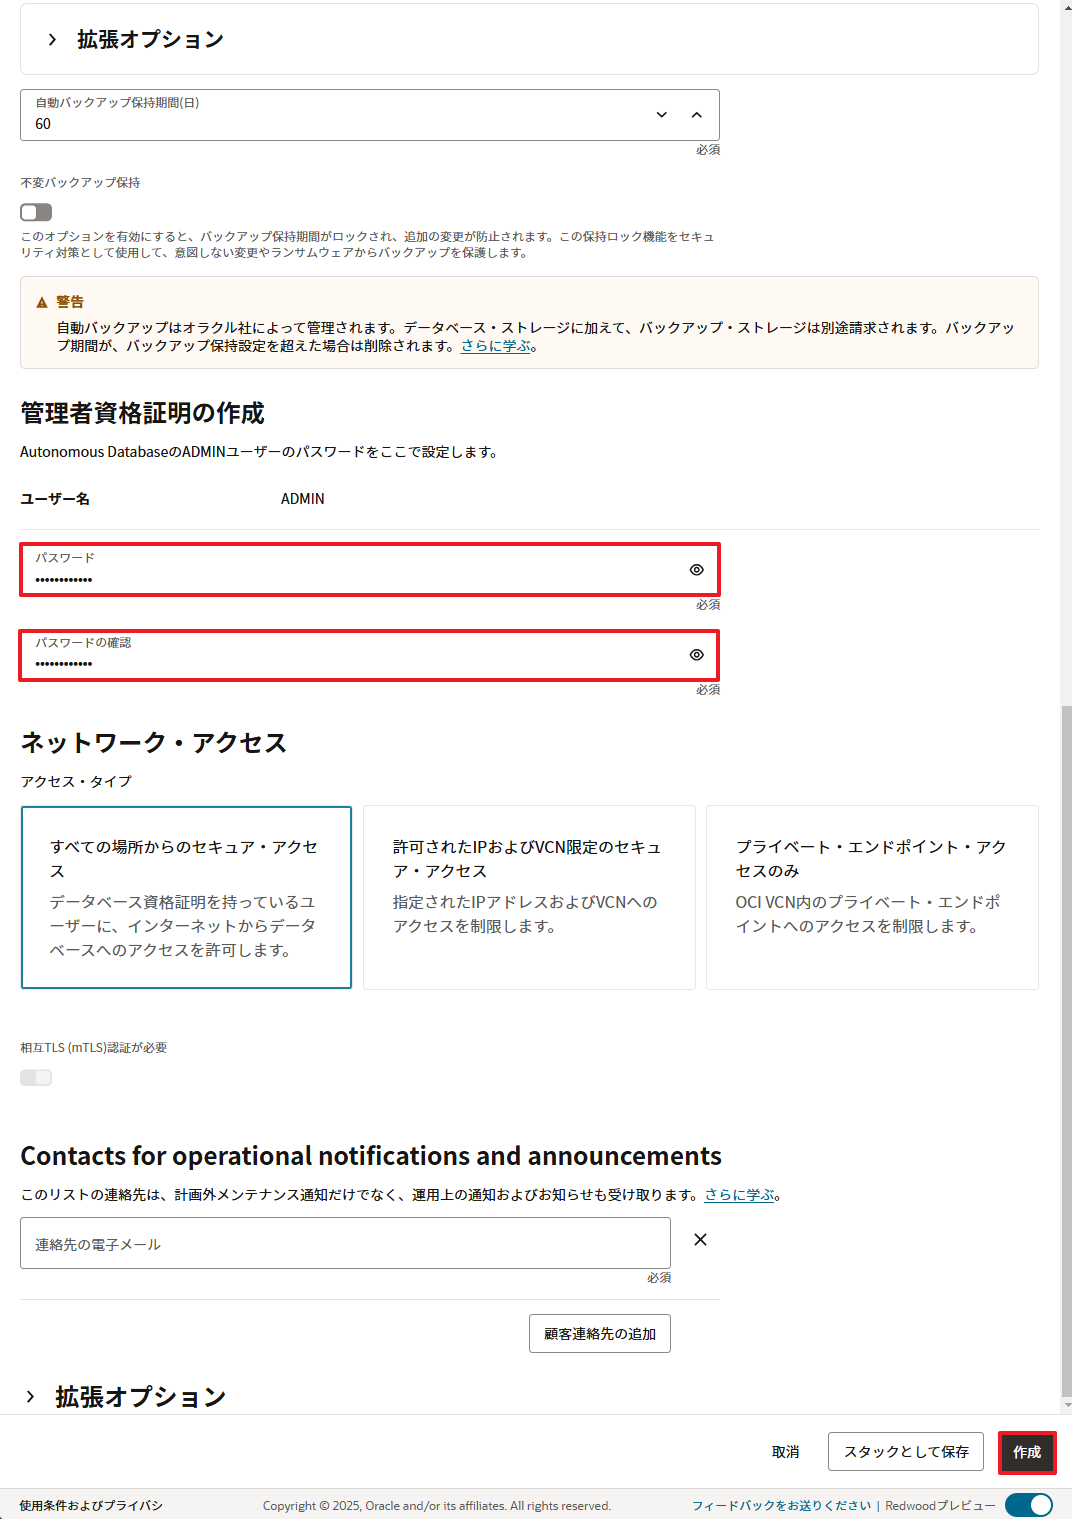 拡張オプション
自動バックアップ保持期間(日)
60
必須
不変バックアップ保持
このオプションを有効にすると、バックアップ保持期間がロックされ、追加の変更が防止されます。この保持ロック機能をセキュ
リティ対策として使用して、意図しない変更やランサムウェアからバックアップを保護します。
警告
自動バックアップはオラクル社によって管理されます。データベース・ストレージに加えて、バックアップ・ストレージは別途請求されます。バックアッ
プ期間が、バックアップ保持設定を超えた場合は削除されます。さらに学ぶ。
管理者資格証明の作成
Autonomous DatabaseのADMINユーザーのパスワードをここで設定します。
ユーザー名 ADMIN
パスワード
••••••••••••
必須
パスワードの確認
••••••••••••
必須
ネットワーク・アクセス
アクセス・タイプ
すべての場所からのセキュア・アクセ
ス
データベース資格証明を持っているユ
ーザーに、インターネットからデータ
ベースへのアクセスを許可します。
許可されたIPおよびVCN限定のセキュ
ア・アクセス
指定されたIPアドレスおよびVCNへの
アクセスを制限します。
プライベート・エンドポイント・アク
セスのみ
OCI VCN内のプライベート・エンドポ
イントへのアクセスを制限します。
相互TLS (mTLS)認証が必要
Contacts for operational notifications and announcements
このリストの連絡先は、計画外メンテナンス通知だけでなく、運用上の通知およびお知らせも受け取ります。さらに学ぶ。
連絡先の電子メール
必須
顧客連絡先の追加
拡張オプション
取消 スタックとして保存 作成
使用条件およびプライバシ Copyright © 2025, Oracle and/or its affiliates. All rights reserved. フィードバックをお送りください | Redwoodプレビュー